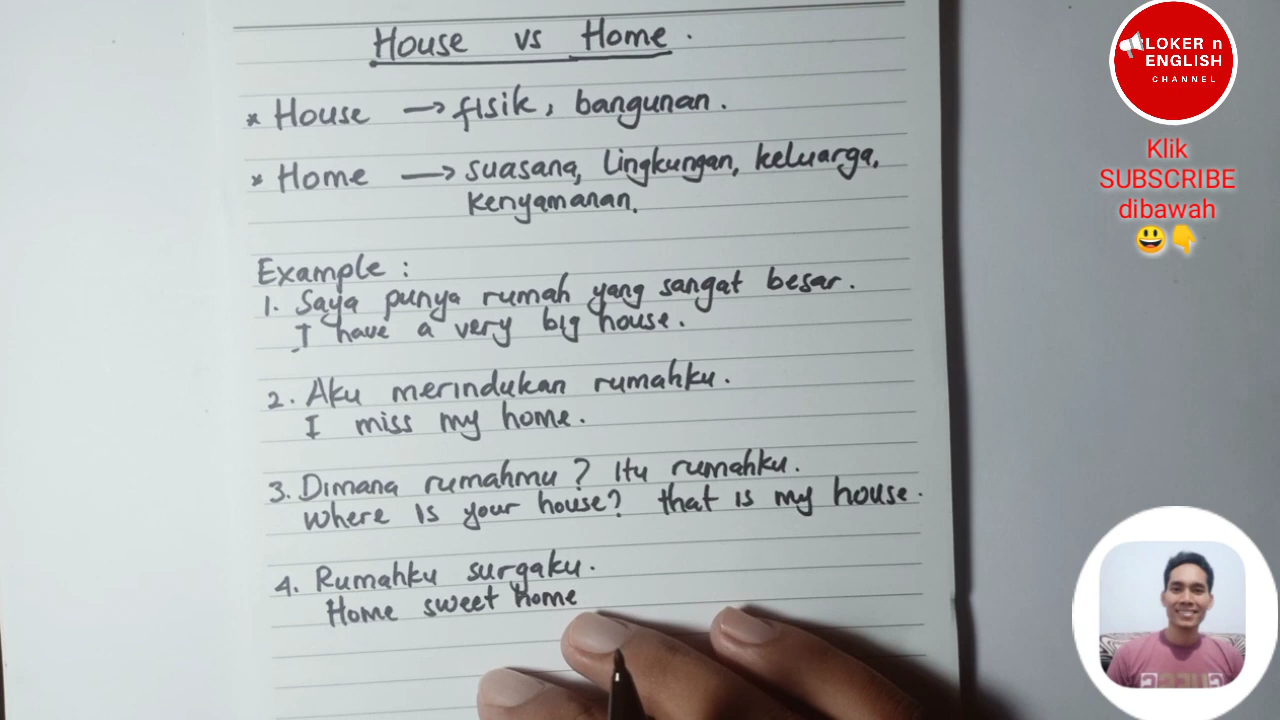 House vs Home.
* House → fisik, bangunan.
* Home → suasana, lingkungan, keluarga,
kenyamanan.
Example :
1. Saya punya rumah yang sangat besar.
I have a very big house.
2. Aku merindukan rumahku.
I miss my home.
3. Dimana rumahmu? Itu rumahku.
Where is your house? that is my house.
4. Rumahku surgaku.
Home sweet home
LOKER n
ENGLISH
CHANNEL
Klik
SUBSCRIBE
dibawah
😃👇